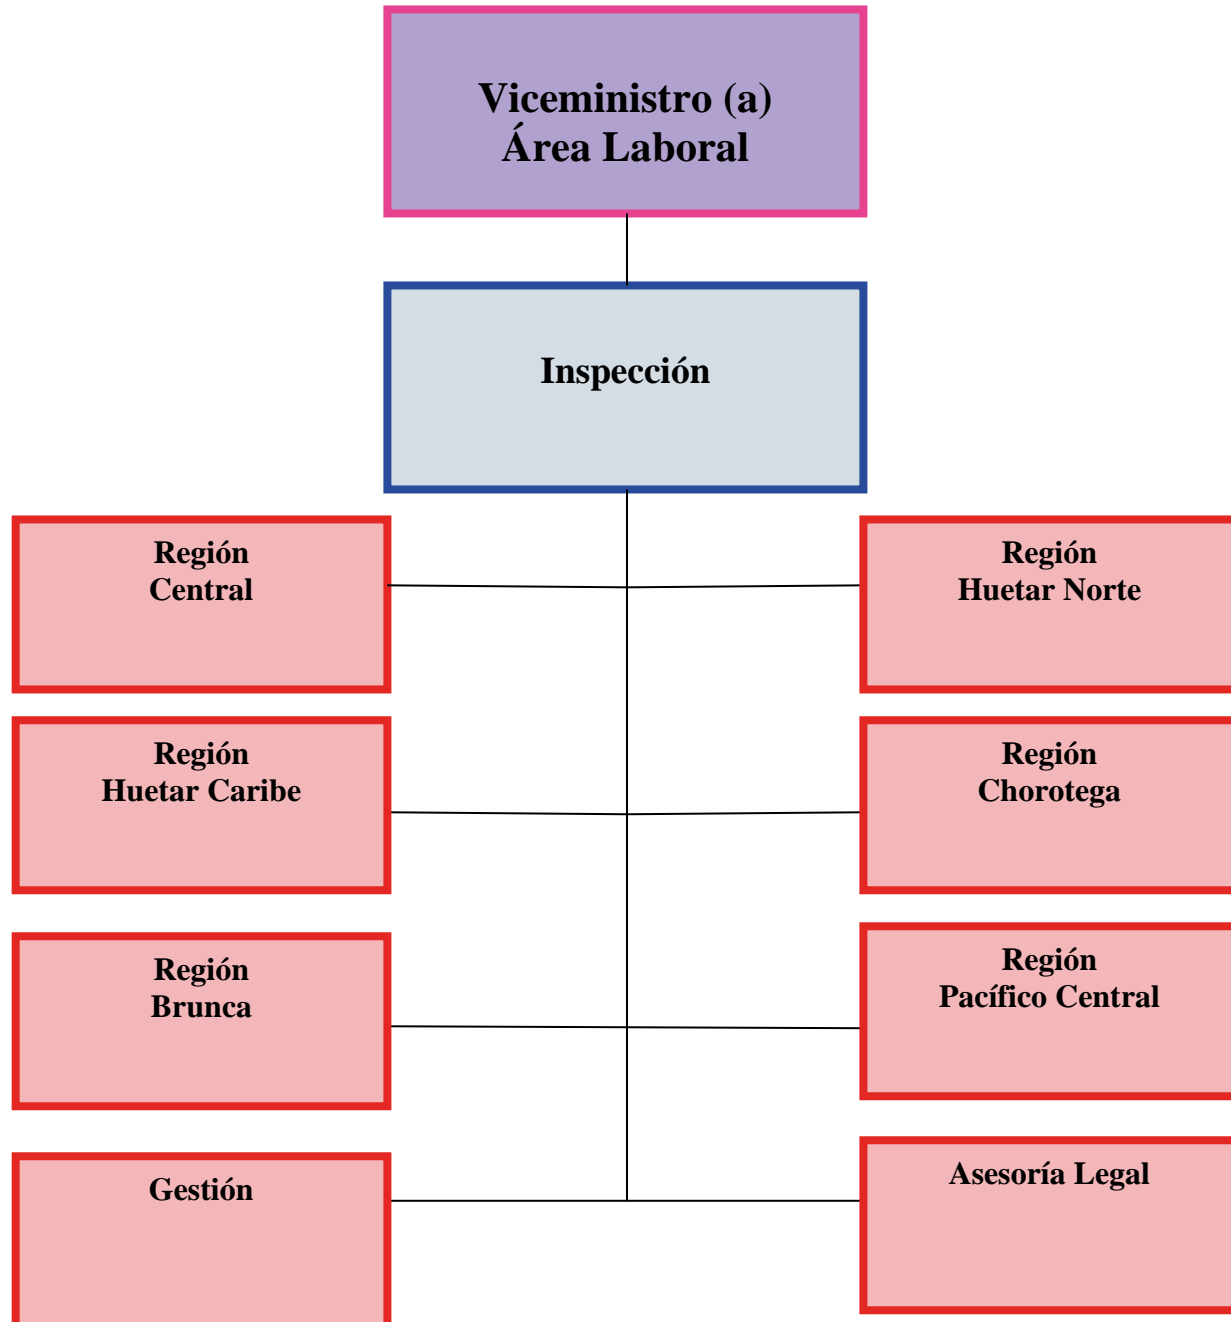 Viceministro (a)
Área Laboral
Inspección
Región
Central
Región
Huetar Norte
Región
Huetar Caribe
Región
Chorotega
Región
Brunca
Región
Pacífico Central
Gestión
Asesoría Legal